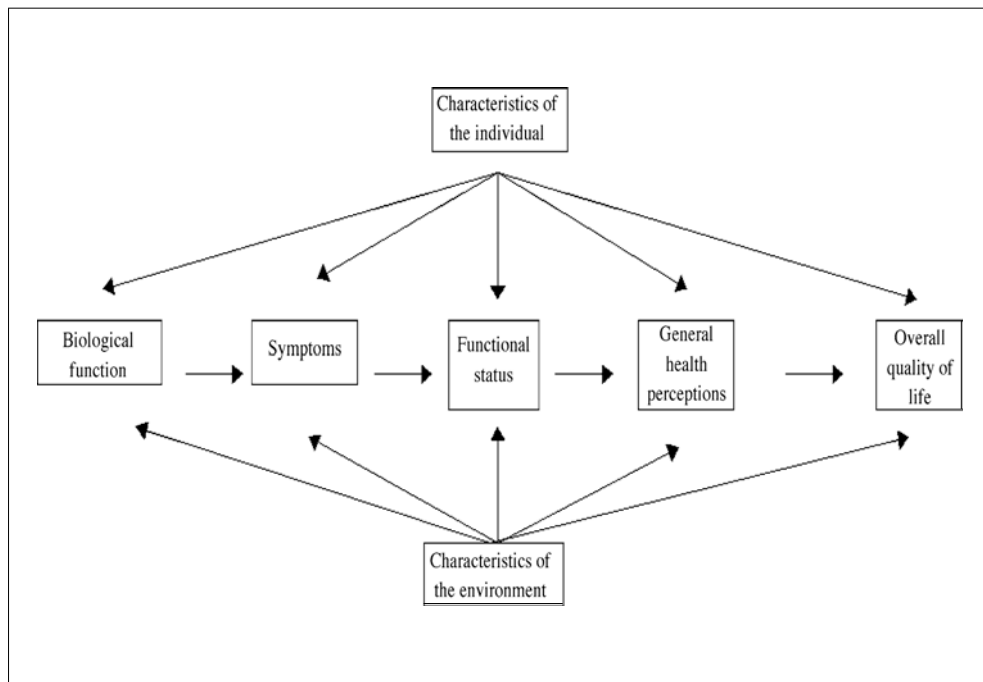 Characteristics of
the individual
Biological
function
Symptoms
Functional
status
General
health
perceptions
Overall
quality of
life
Characteristics of
the environment